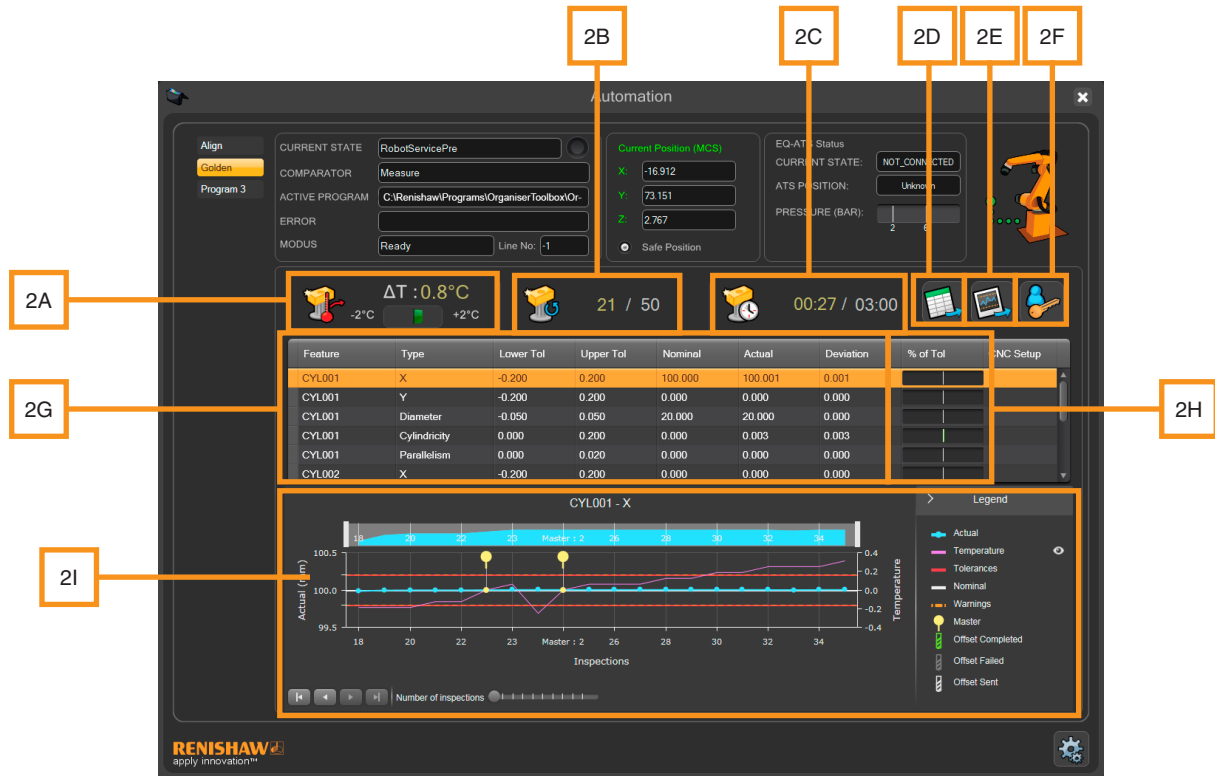 2B
2C
2D
2E
2F
Automation
Align
Golden
Program 3
CURRENT STATE RobotServicePre
COMPARATOR Measure
ACTIVE PROGRAM C:\Renishaw\Programs\OrganiserToolbox\Or-
ERROR
MODUS Ready Line No: -1
Current Position (MCS)
X: -16.912
Y: 73.151
Z: 2.767
Safe Position
EQ-ATS Status
CURRENT STATE: NOT_CONNECTED
ATS POSITION: Unknown
PRESSURE (BAR):
2 6
2A
ΔT : 0.8°C
-2°C +2°C
21 / 50
00:27 / 03:00
Feature Type Lower Tol Upper Tol Nominal Actual Deviation % of Tol CNC Setup
CYL001 X -0.200 0.200 100.000 100.001 0.001
CYL001 Y -0.200 0.200 0.000 0.000 0.000
CYL001 Diameter -0.050 0.050 20.000 20.000 0.000
CYL001 Cylindricity 0.000 0.200 0.000 0.003 0.003
CYL001 Parallelism 0.000 0.020 0.000 0.000 0.000
CYL002 X -0.200 0.200 0.000 0.000 0.000
2G
2H
CYL001 - X
18 20 22 23 Master : 2 26 28 30 32 34
100.5
100.0
99.5
Actual (mm)
0.4
0.2
0.0
-0.2
-0.4
Temperature
18 20 22 23 Master : 2 26 28 30 32 34
Inspections
Number of inspections
2I
Legend
Actual
Temperature
Tolerances
Nominal
Warnings
Master
Offset Completed
Offset Failed
Offset Sent
RENISHAW
apply innovation™